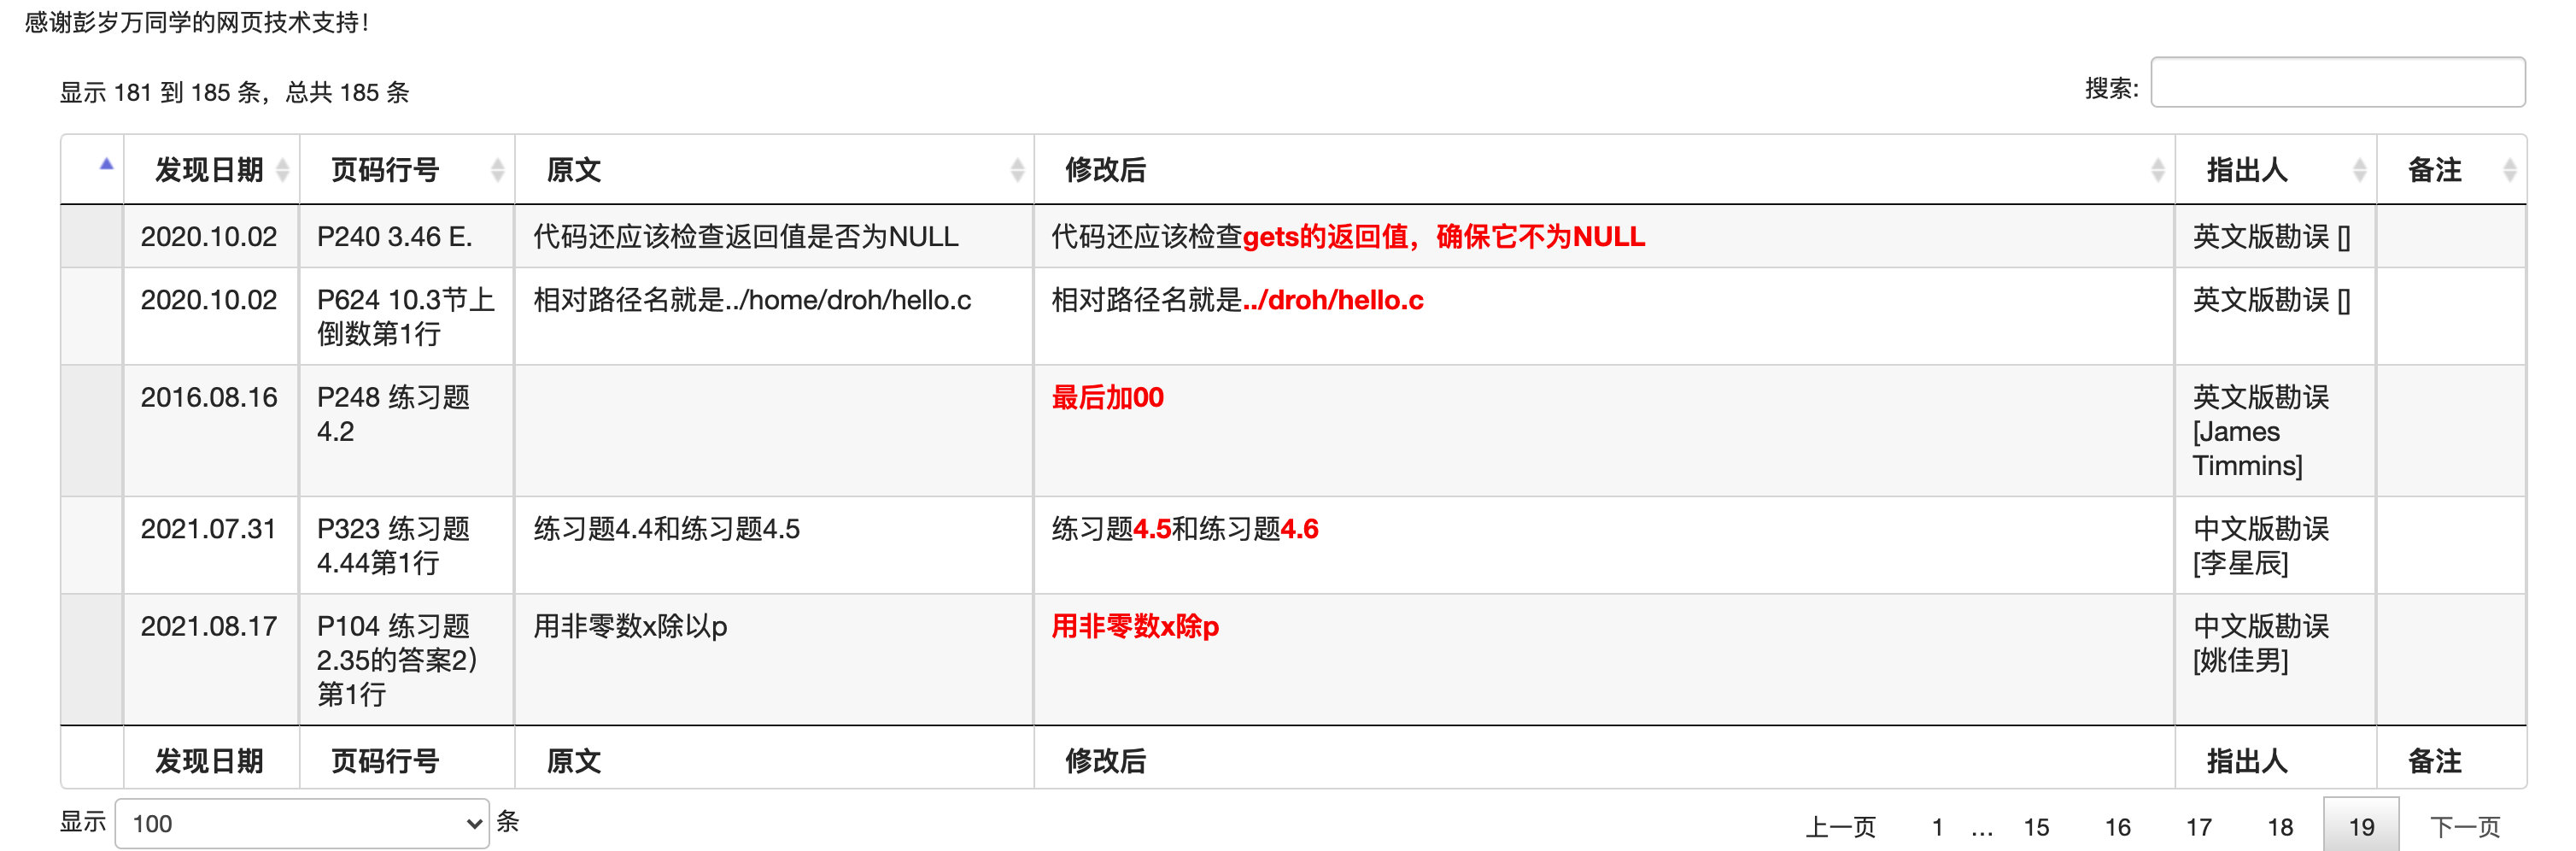 感谢彭岁万同学的网页技术支持！
显示 181 到 185 条，总共 185 条
搜索:
发现日期 页码行号 原文 修改后 指出人 备注
2020.10.02 P240 3.46 E. 代码还应该检查返回值是否为NULL 代码还应该检查gets的返回值，确保它不为NULL 英文版勘误 []
2020.10.02 P624 10.3节上 相对路径名就是../home/droh/hello.c 相对路径名就是../droh/hello.c 英文版勘误 []
倒数第1行
2016.08.16 P248 练习题 最后加00 英文版勘误
4.2 [James
Timmins]
2021.07.31 P323 练习题 练习题4.4和练习题4.5 练习题4.5和练习题4.6 中文版勘误
4.44第1行 [李星辰]
2021.08.17 P104 练习题 用非零数x除以p 用非零数x除p 中文版勘误
2.35的答案2） [姚佳男]
第1行
发现日期 页码行号 原文 修改后 指出人 备注
显示 100 条
上一页 1 … 15 16 17 18 19 下一页